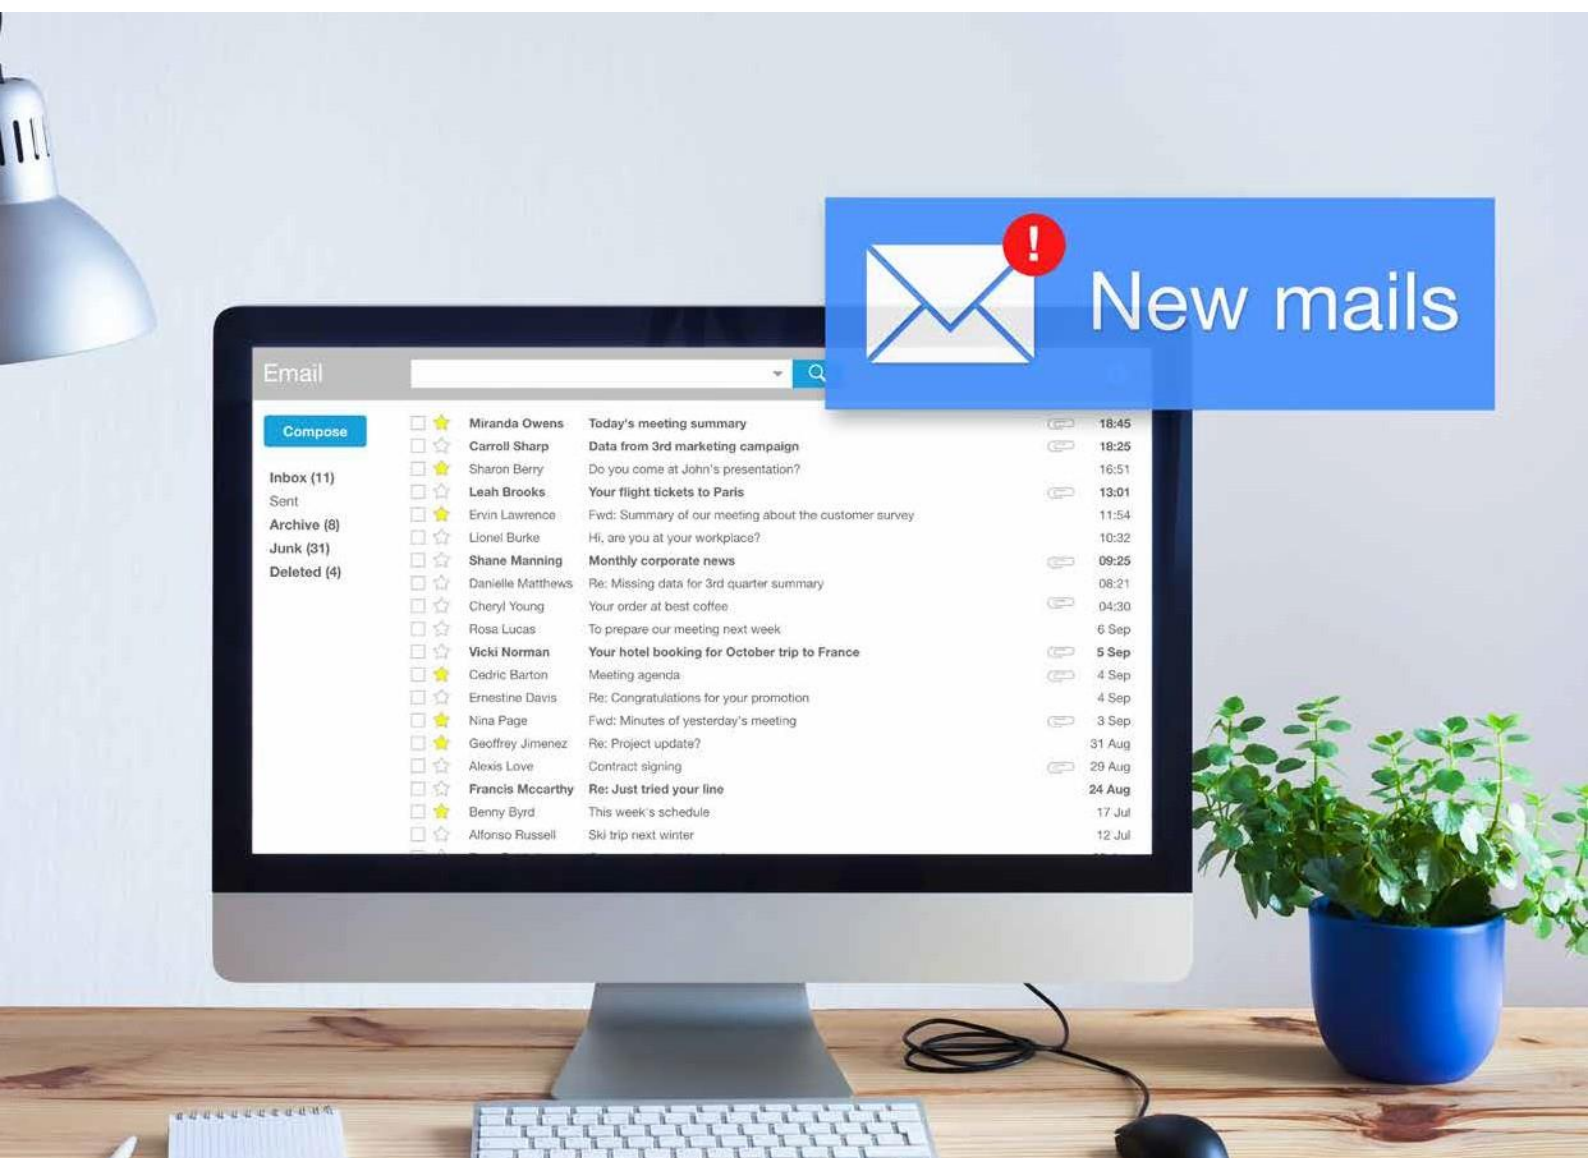 New mails
Email
Compose
Inbox (11)
Sent
Archive (8)
Junk (31)
Deleted (4)
Miranda Owens Today's meeting summary 18:45
Carroll Sharp Data from 3rd marketing campaign 18:25
Sharon Berry Do you come at John's presentation? 16:51
Leah Brooks Your flight tickets to Paris 13:01
Ervin Lawrence Fwd: Summary of our meeting about the customer survey 11:54
Lionel Burke Hi, are you at your workplace? 10:32
Shane Manning Monthly corporate news 09:25
Danielle Matthews Re: Missing data for 3rd quarter summary 08:21
Cheryl Young Your order at best coffee 04:30
Rosa Lucas To prepare our meeting next week 6 Sep
Vicki Norman Your hotel booking for October trip to France 5 Sep
Cedric Barton Meeting agenda 4 Sep
Ernestine Davis Re: Congratulations for your promotion 4 Sep
Nina Page Fwd: Minutes of yesterday's meeting 3 Sep
Geoffrey Jimenez Re: Project update? 31 Aug
Alexis Love Contract signing 29 Aug
Francis Mccarthy Re: Just tried your line 24 Aug
Benny Byrd This week's schedule 17 Jul
Alfonso Russell Ski trip next winter 12 Jul